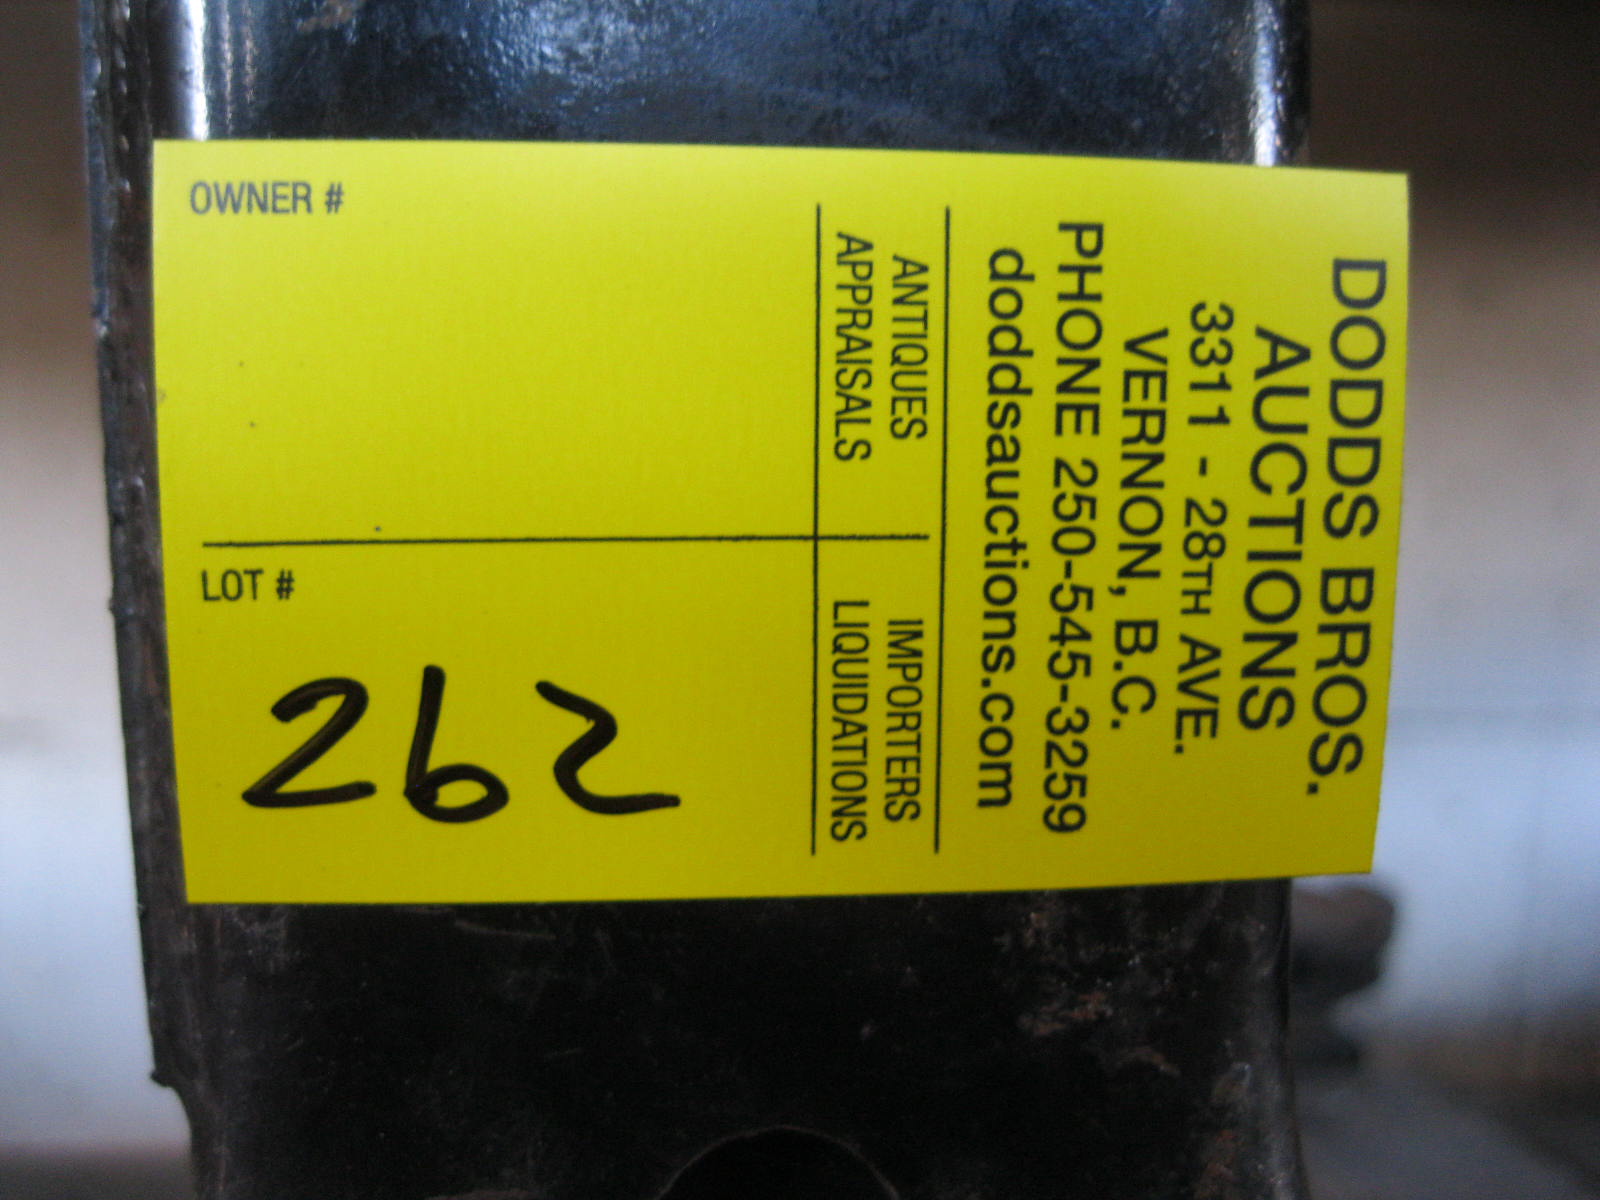 DODDS BROS.
AUCTIONS
3311 - 28TH AVE.
VERNON, B.C.
PHONE 250-545-3259
doddsauctions.com
ANTIQUES
APPRAISALS
IMPORTERS
LIQUIDATIONS
OWNER #
LOT #
262